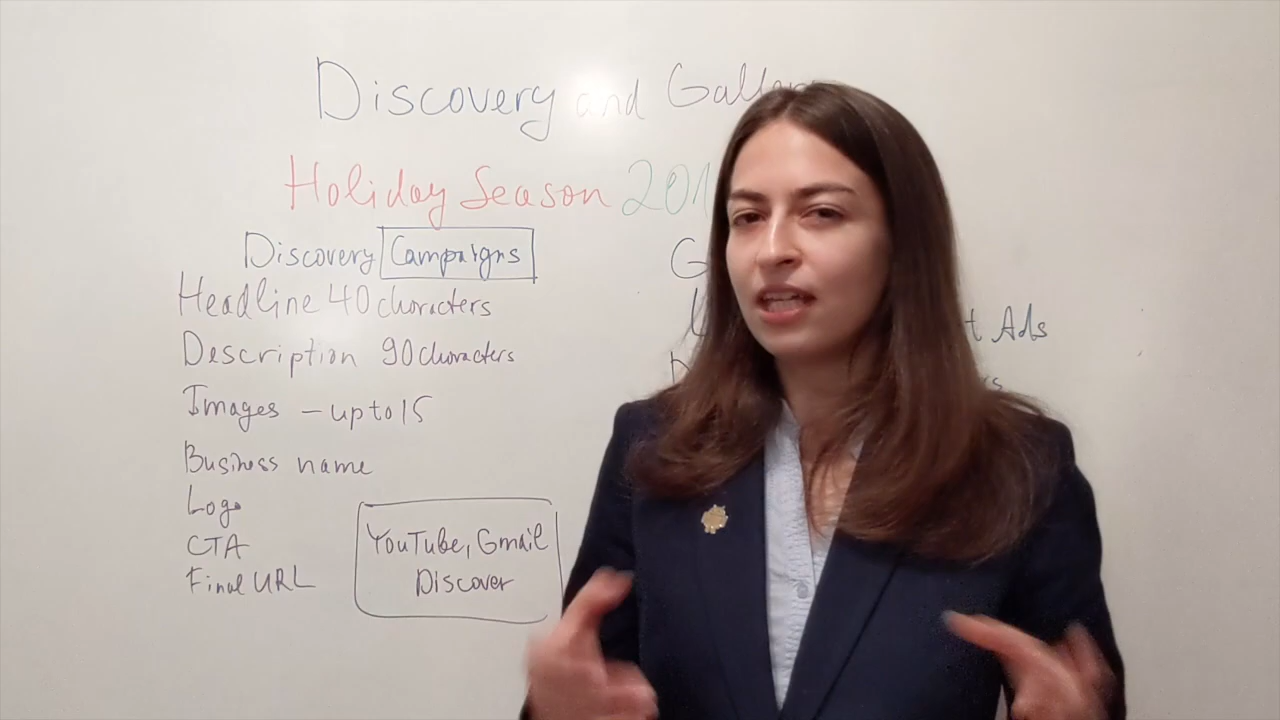 Discovery and Gallery
Holiday Season 201
Discovery Campaigns
Headline 40 characters
Description 90 characters
Images - up to 15
Business name
Logo
CTA
Final URL
YouTube, Gmail
Discover
G
t Ads